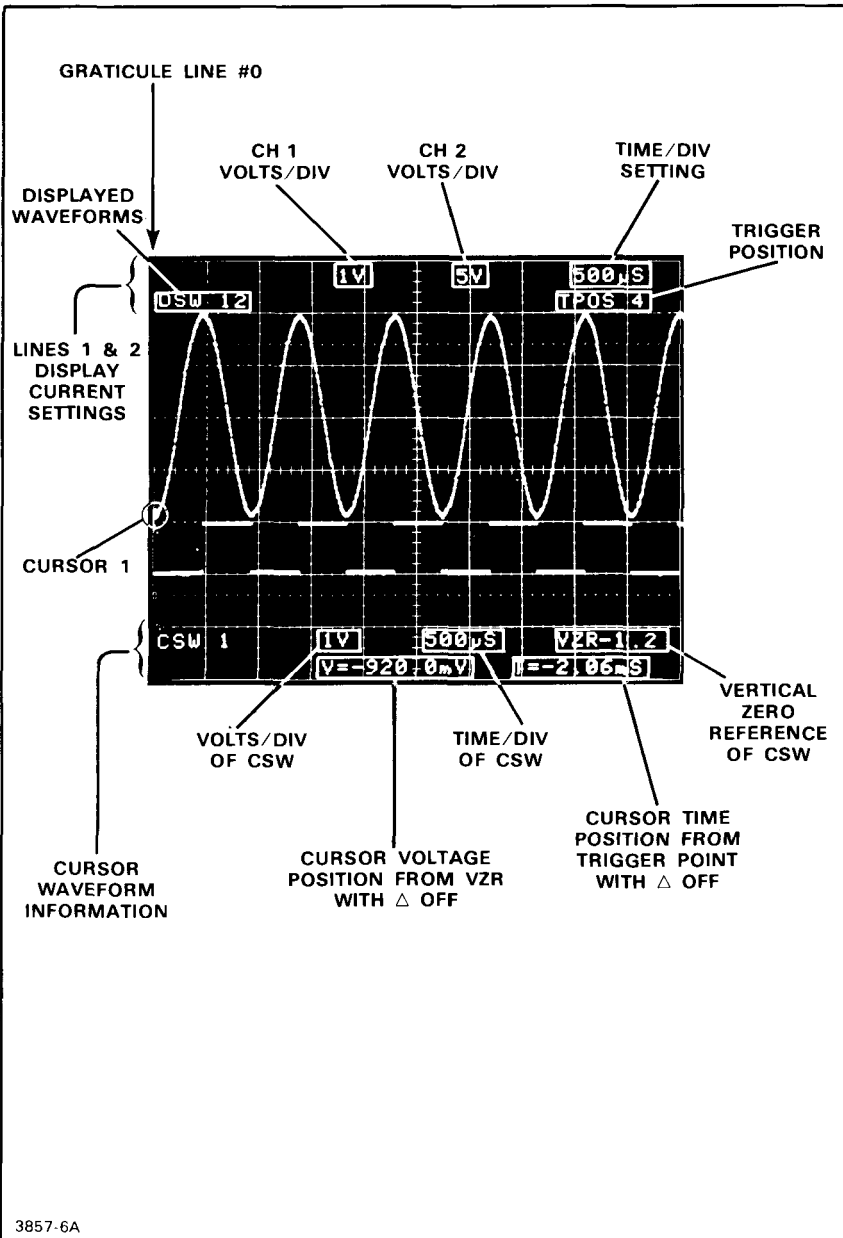 GRATICULE LINE #0
CH 1
VOLTS/DIV
CH 2
VOLTS/DIV
TIME/DIV
SETTING
DISPLAYED
WAVEFORMS
TRIGGER
POSITION
1V
5V
500µS
DSW 12
TPOS 4
LINES 1 & 2
DISPLAY
CURRENT
SETTINGS
CURSOR 1
CSW 1
1V
500µS
VZR-1.2
V=-920.0mV
T=-2.06mS
VOLTS/DIV
OF CSW
TIME/DIV
OF CSW
VERTICAL
ZERO
REFERENCE
OF CSW
CURSOR
WAVEFORM
INFORMATION
CURSOR VOLTAGE
POSITION FROM VZR
WITH △ OFF
CURSOR TIME
POSITION FROM
TRIGGER POINT
WITH △ OFF
3857-6A